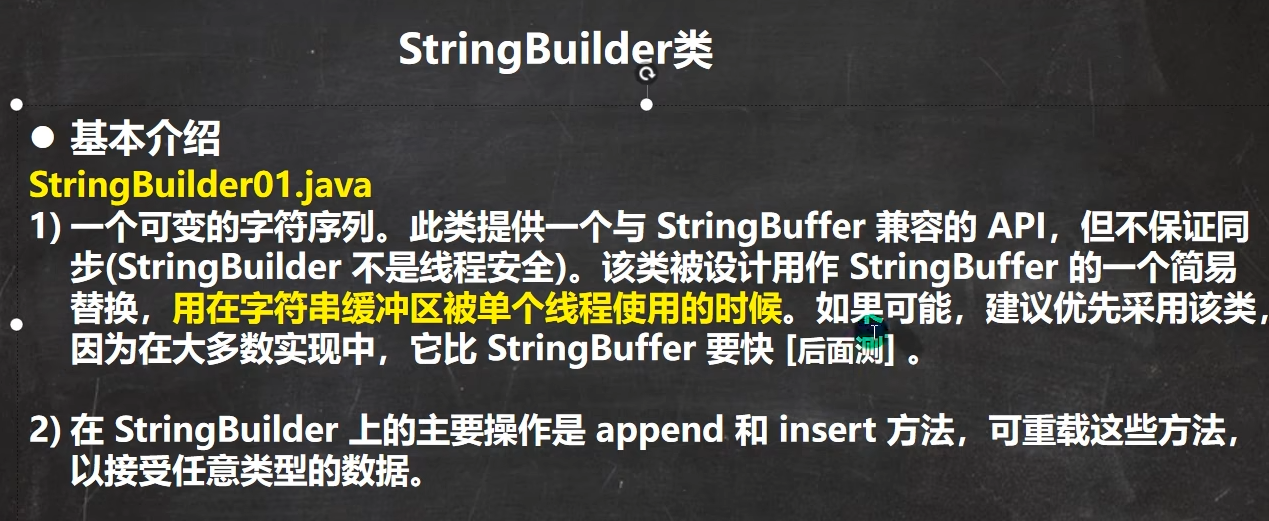 StringBuilder类
● 基本介绍
StringBuilder01.java
1) 一个可变的字符序列。此类提供一个与 StringBuffer 兼容的 API，但不保证同
步(StringBuilder 不是线程安全)。该类被设计用作 StringBuffer 的一个简易
替换，用在字符串缓冲区被单个线程使用的时候。如果可能，建议优先采用该类，
因为在大多数实现中，它比 StringBuffer 要快 [后面测] 。
2) 在 StringBuilder 上的主要操作是 append 和 insert 方法，可重载这些方法，
以接受任意类型的数据。